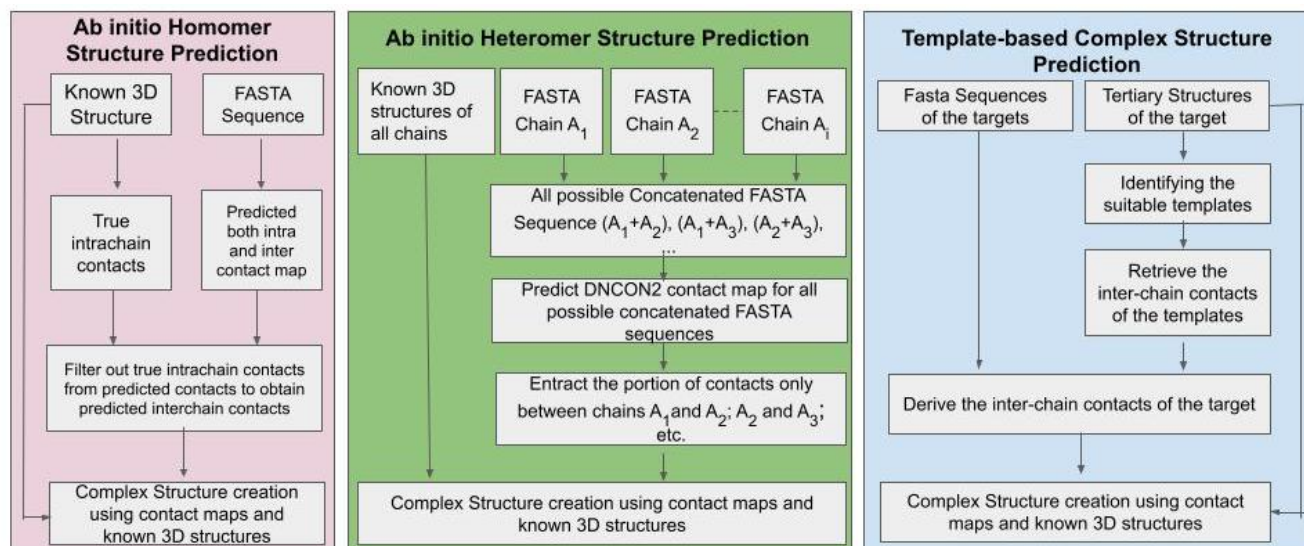 Ab initio Homomer
Structure Prediction
Known 3D
Structure
FASTA
Sequence
True
intrachain
contacts
Predicted
both intra
and inter
contact map
Filter out true intrachain contacts
from predicted contacts to obtain
predicted interchain contacts
Complex Structure creation
using contact maps and
known 3D structures
Ab initio Heteromer Structure Prediction
Known 3D
structures of
all chains
FASTA
Chain A1
FASTA
Chain A2
FASTA
Chain Ai
All possible Concatenated FASTA
Sequence (A1+A2), (A1+A3), (A2+A3),
...
Predict DNCON2 contact map for all
possible concatenated FASTA
sequences
Entract the portion of contacts only
between chains A1 and A2; A2 and A3;
etc.
Complex Structure creation using contact maps and
known 3D structures
Template-based Complex Structure
Prediction
Fasta Sequences
of the targets
Tertiary Structures
of the target
Identifying the
suitable templates
Retrieve the
inter-chain contacts
of the templates
Derive the inter-chain contacts of the target
Complex Structure creation using contact
maps and known 3D structures